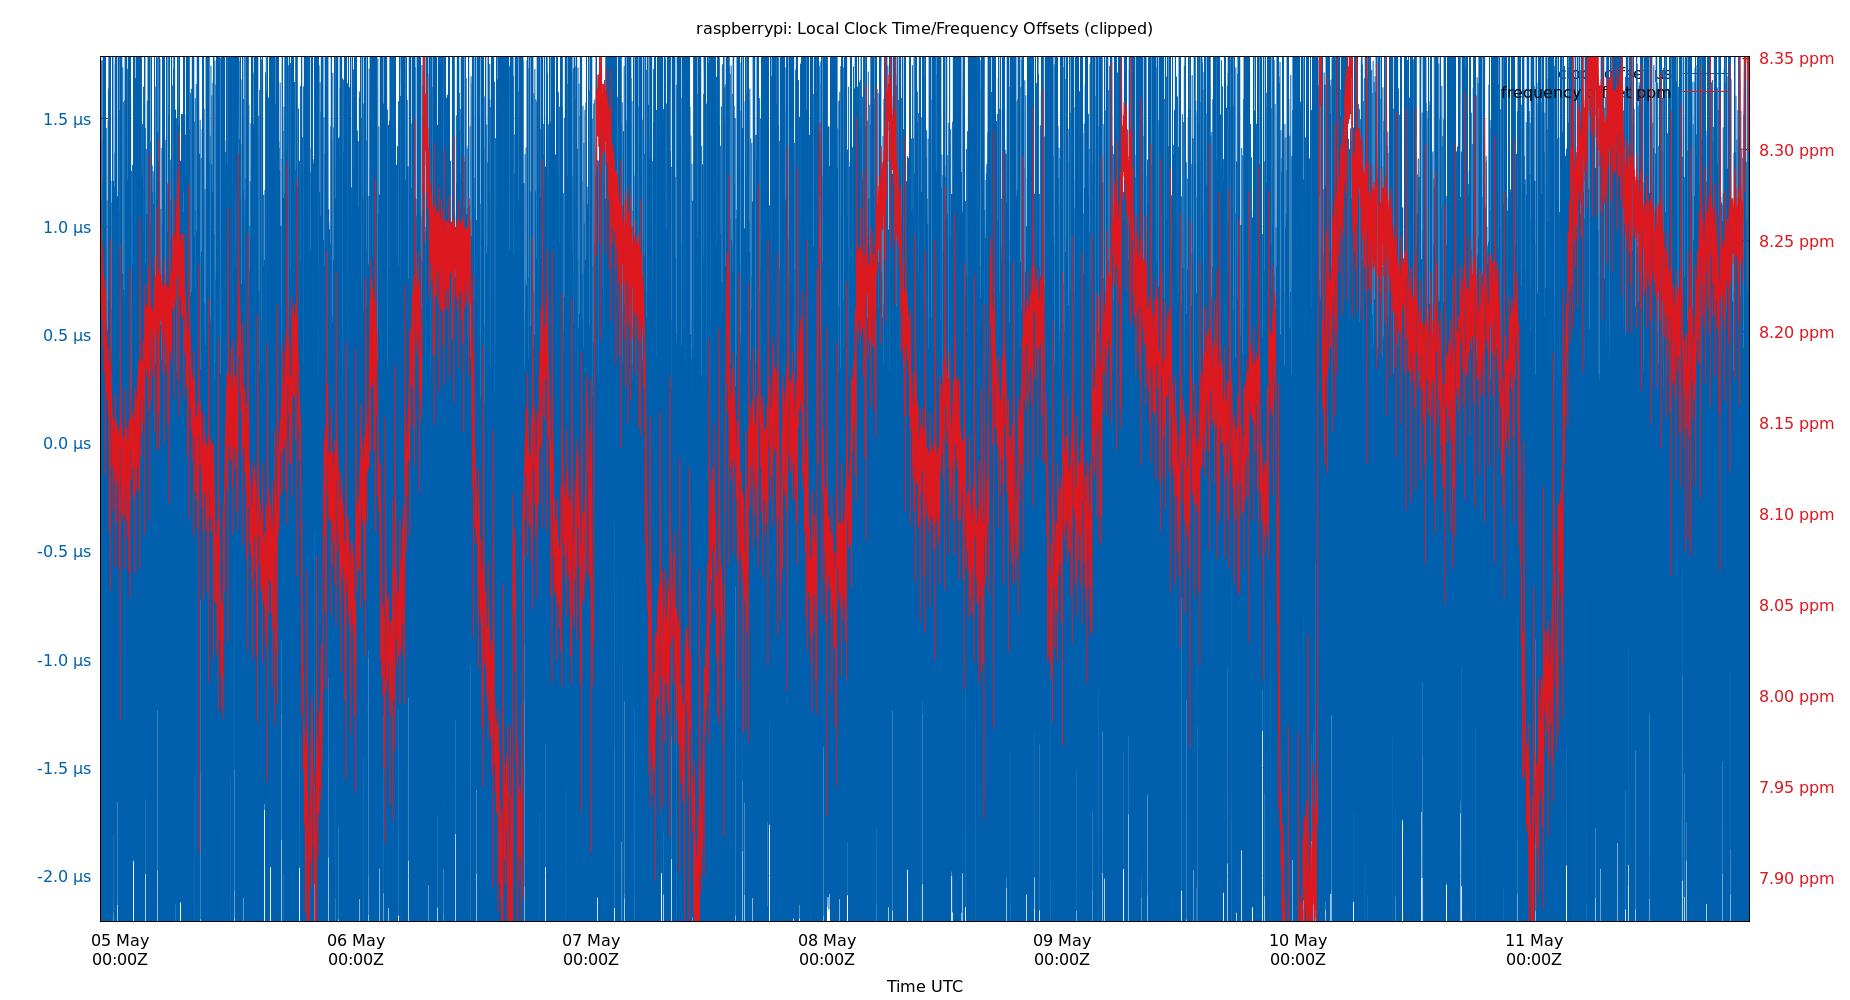 raspberrypi: Local Clock Time/Frequency Offsets (clipped)
8.35 ppm
frequency offset ppm
1.5 µs
8.30 ppm
1.0 µs
8.25 ppm
0.5 µs
8.20 ppm
0.0 µs
8.15 ppm
8.10 ppm
-0.5 µs
8.05 ppm
-1.0 µs
8.00 ppm
-1.5 µs
7.95 ppm
-2.0 µs
7.90 ppm
05 May 06 May 07 May 08 May 09 May 10 May 11 May
00:00Z 00:00Z 00:00Z 00:00Z 00:00Z 00:00Z 00:00Z
Time UTC